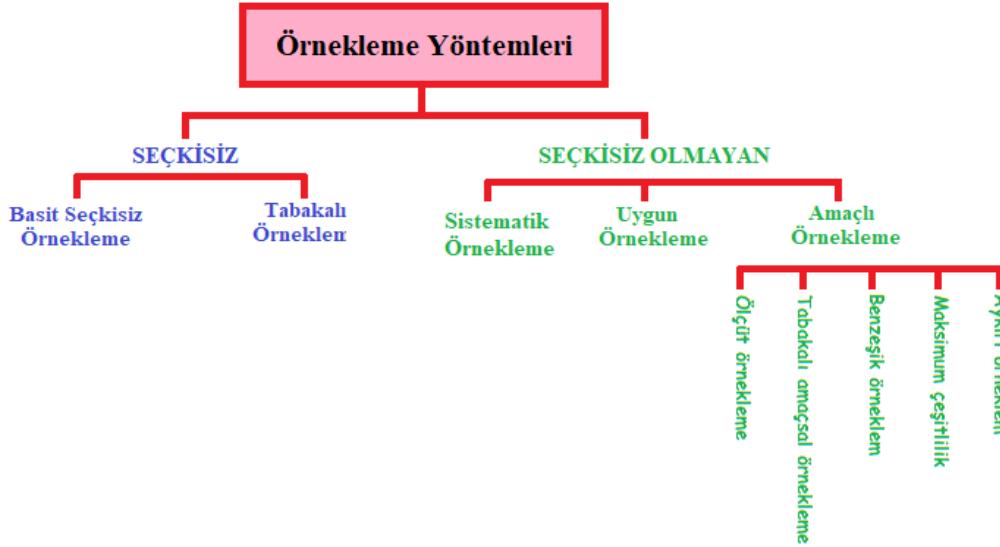 Örnekleme Yöntemleri
SEÇKİSİZ
SEÇKİSİZ OLMAYAN
Basit Seçkisiz
Örnekleme
Tabakalı
Örneklem
Sistematik
Örnekleme
Uygun
Örnekleme
Amaçlı
Örnekleme
Ölçüt örnekleme
Tabakalı amaçsal örnekleme
Benzeşik örneklem
Maksimum çeşitlilik